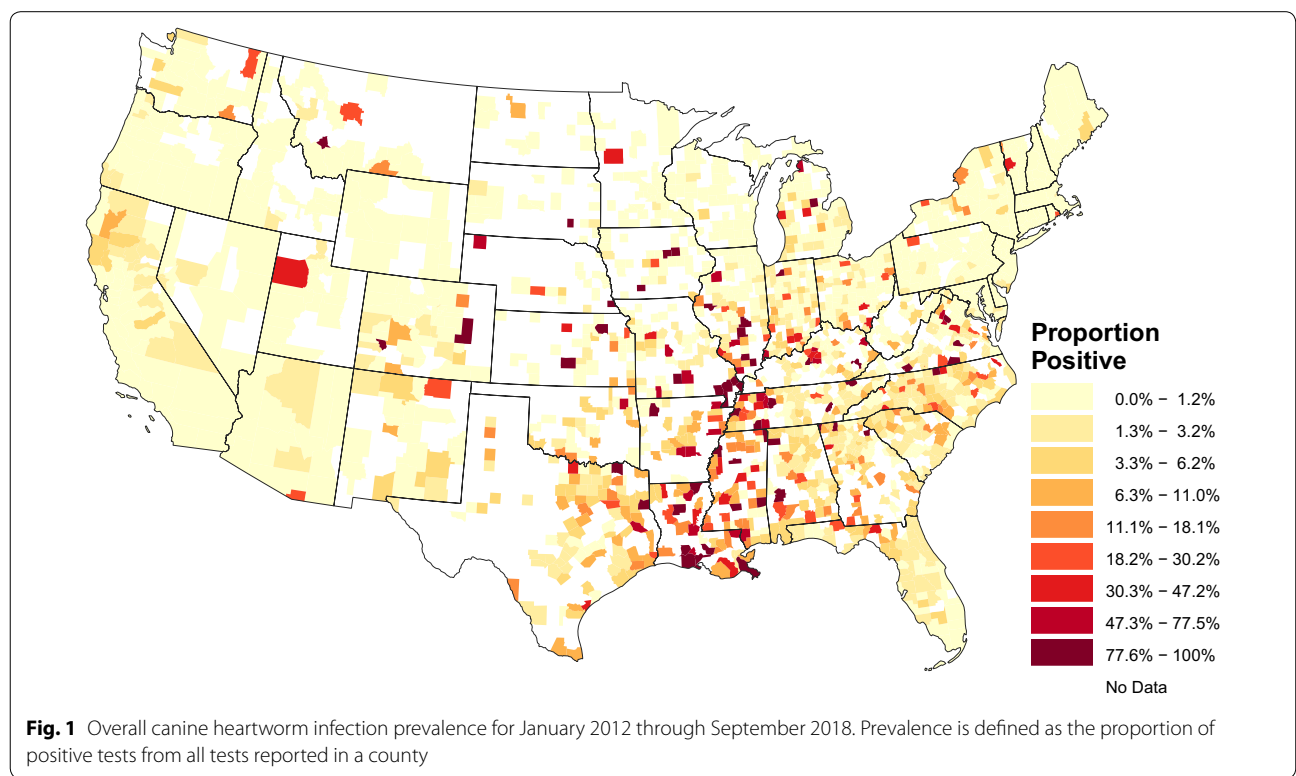 Proportion
Positive
0.0% − 1.2%
1.3% − 3.2%
3.3% − 6.2%
6.3% − 11.0%
11.1% − 18.1%
18.2% − 30.2%
30.3% − 47.2%
47.3% − 77.5%
77.6% − 100%
No Data
Fig. 1 Overall canine heartworm infection prevalence for January 2012 through September 2018. Prevalence is defined as the proportion of
positive tests from all tests reported in a county